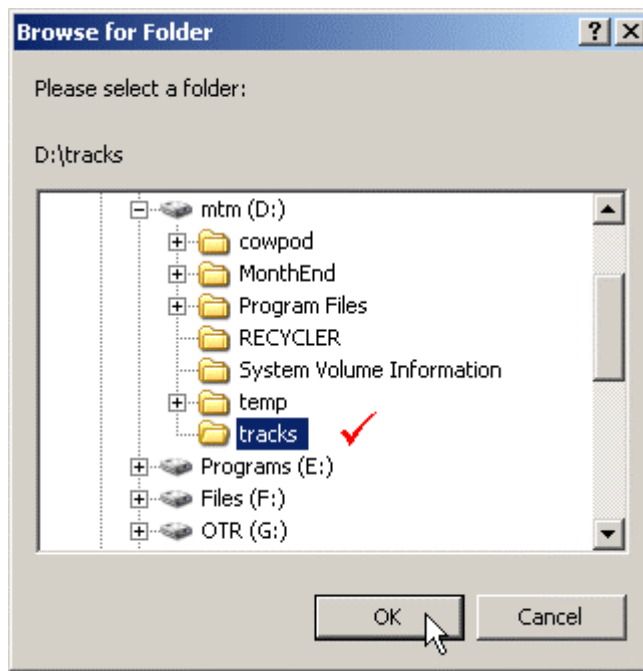 Browse for Folder
Please select a folder:
D:\tracks
mtm (D:)
cowpod
MonthEnd
Program Files
RECYCLER
System Volume Information
temp
tracks
Programs (E:)
Files (F:)
OTR (G:)
OK Cancel